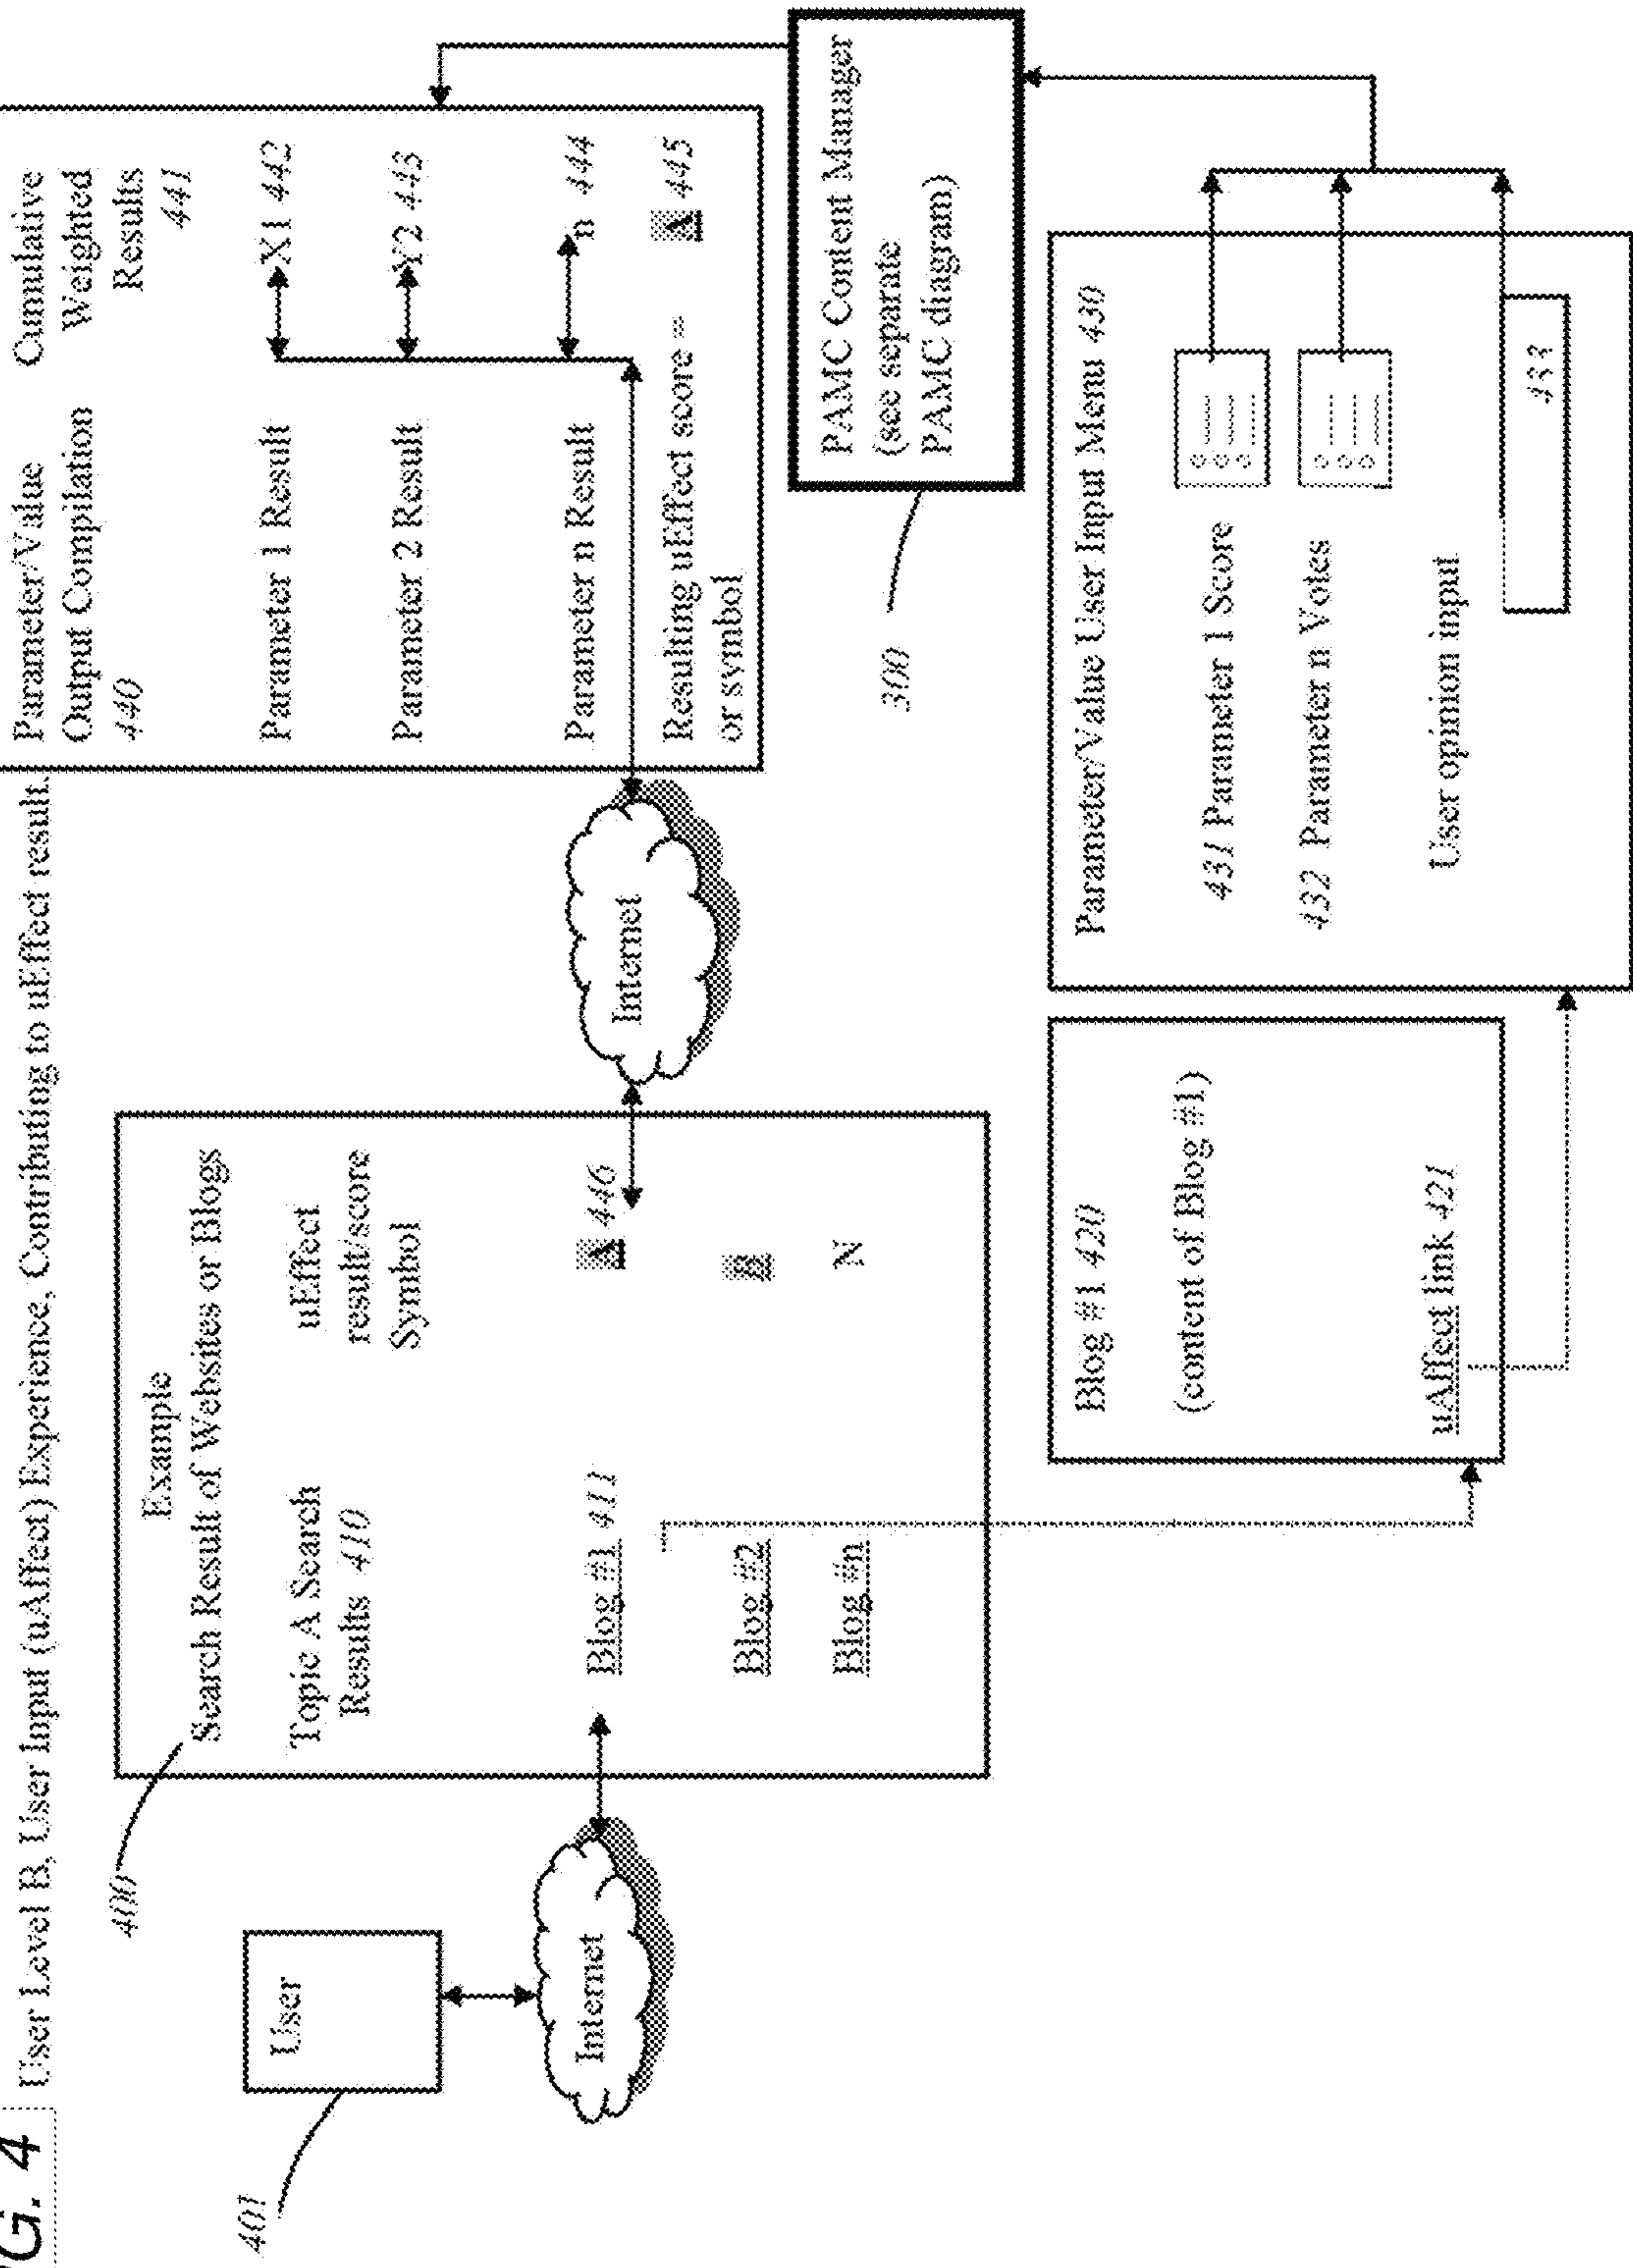 G. 4
User Level B, User Input (uAffect) Experience, Contributing to uEffect result.
401
User
Internet
400
Example
Search Result of Websites or Blogs
Topic A Search
Results 410
uEffect
result/score
Symbol
Blog #1 411
A 446
Blog #2
B
Blog #n
N
Internet
Parameter/Value
Output Compilation
440
Cumulative
Weighted
Results
441
Parameter 1 Result
X1 442
Parameter 2 Result
Y2 443
Parameter n Result
n 444
Resulting uEffect score =
or symbol
A 445
300
PAMC Content Manager
(see separate
PAMC diagram)
Blog #1 420
(content of Blog #1)
uAffect link 421
Parameter/Value User Input Menu 430
431 Parameter 1 Score
432 Parameter n Votes
User opinion input
433